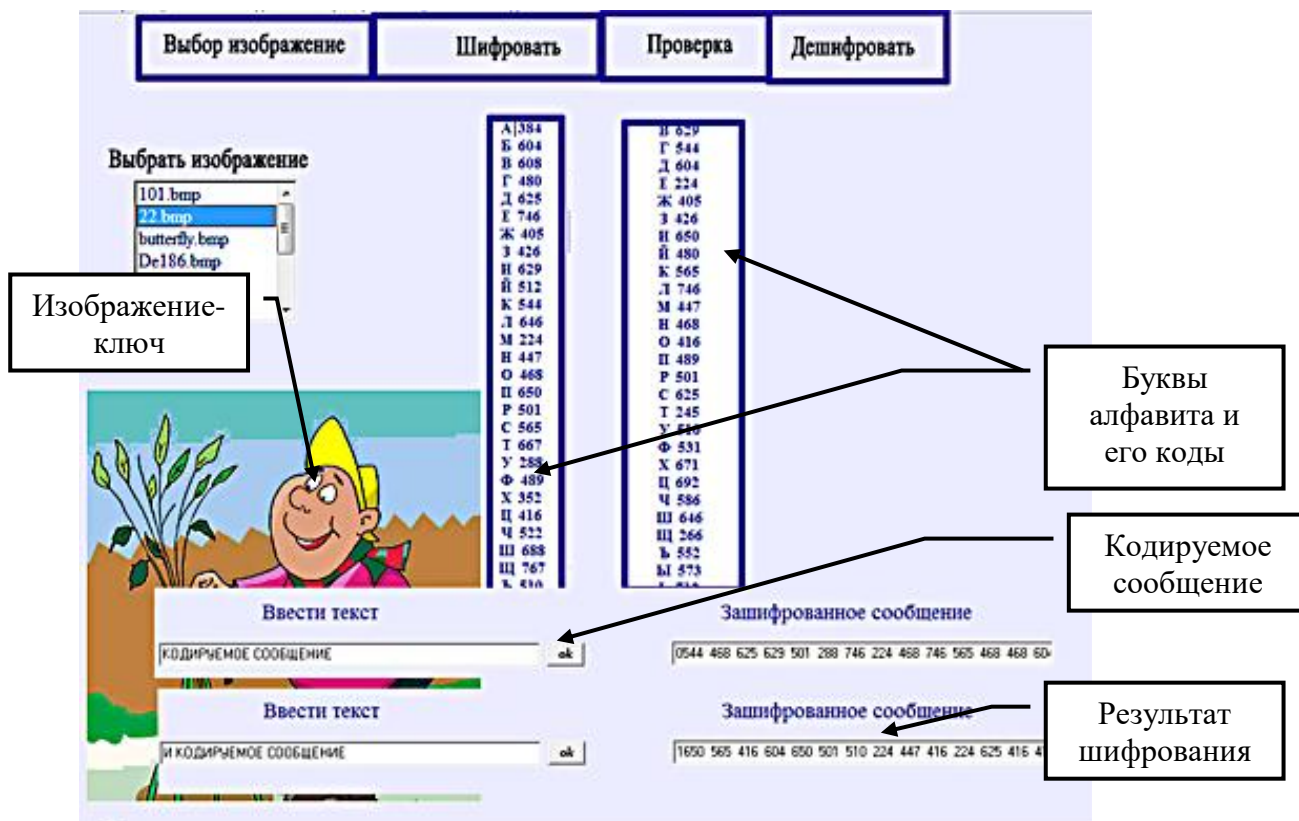 Выбор изображение
Шифровать
Проверка
Дешифровать
Выбрать изображение
101.bmp
22.bmp
butterfly.bmp
De186.bmp
Изображение-
ключ
А 384
Б 604
В 608
Г 480
Д 625
Е 746
Ж 405
З 426
И 629
Й 512
К 544
Л 646
М 224
Н 447
О 468
П 650
Р 501
С 565
Т 667
У 288
Ф 489
Х 352
Ц 416
Ч 522
Ш 688
Щ 767
Ъ 510
В 629
Г 544
Д 604
Е 224
Ж 405
З 426
И 650
Й 480
К 565
Л 746
М 447
Н 468
О 416
П 489
Р 501
С 625
Т 245
У 510
Ф 531
Х 671
Ц 692
Ч 586
Ш 646
Щ 266
Ъ 552
Ы 573
Буквы
алфавита и
его коды
Кодируемое
сообщение
Ввести текст
Зашифрованное сообщение
КОДИРУЕМОЕ СООБЩЕНИЕ
ok
0544 468 625 629 501 288 746 224 468 746 565 468 468 60
Ввести текст
Зашифрованное сообщение
И КОДИРУЕМОЕ СООБЩЕНИЕ
ok
1650 565 416 604 650 501 510 224 447 416 224 625 416
Результат
шифрования